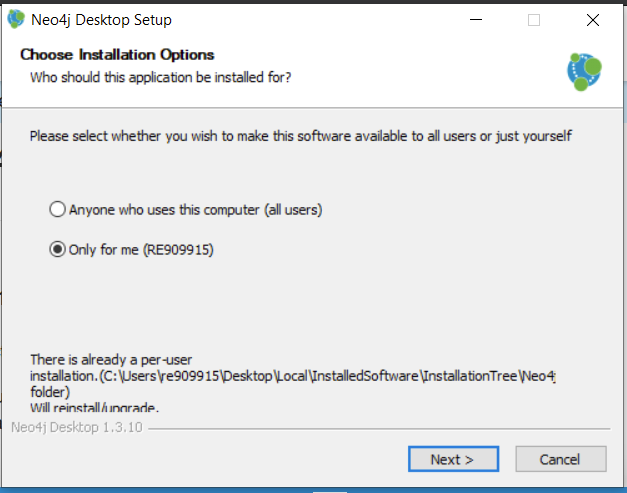 Neo4j Desktop Setup
Choose Installation Options
Who should this application be installed for?
Please select whether you wish to make this software available to all users or just yourself
Anyone who uses this computer (all users)
Only for me (RE909915)
There is already a per-user
installation.(C:\Users\re909915\Desktop\Local\InstalledSoftware\InstallationTree\Neo4j
folder)
Will reinstall/upgrade.
Neo4j Desktop 1.3.10
Next >
Cancel